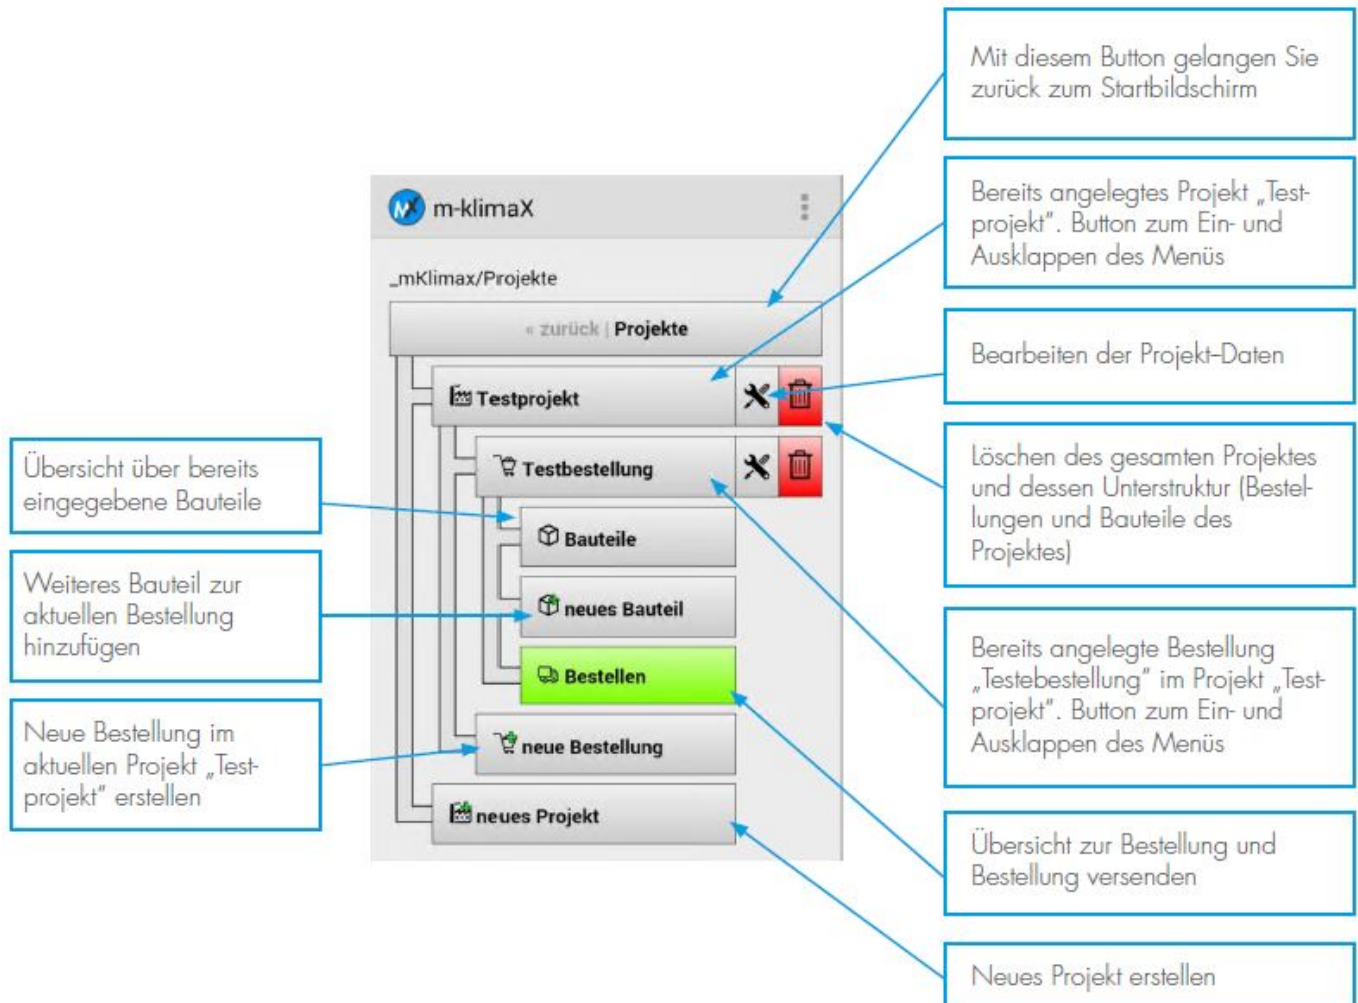 Mit diesem Button gelangen Sie
zurück zum Startbildschirm
Bereits angelegtes Projekt „Test-
projekt“. Button zum Ein- und
Ausklappen des Menüs
Bearbeiten der Projekt-Daten
Löschen des gesamten Projektes
und dessen Unterstruktur (Bestel-
lungen und Bauteile des
Projektes)
Bereits angelegte Bestellung
„Testebestellung“ im Projekt „Test-
projekt“. Button zum Ein- und
Ausklappen des Menüs
Übersicht zur Bestellung und
Bestellung versenden
Neues Projekt erstellen
MX m-klimaX
_mKlimax/Projekte
« zurück | Projekte
Testprojekt
Testbestellung
Bauteile
neues Bauteil
Bestellen
neue Bestellung
neues Projekt
Übersicht über bereits
eingegebene Bauteile
Weiteres Bauteil zur
aktuellen Bestellung
hinzufügen
Neue Bestellung im
aktuellen Projekt „Test-
projekt“ erstellen